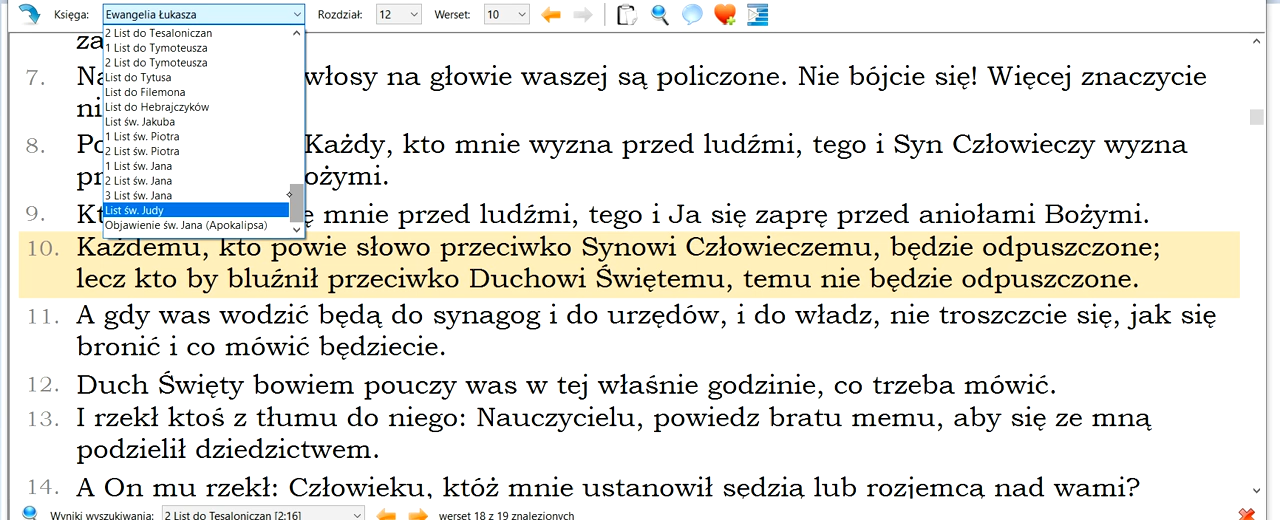 Księga: Ewangelia Łukasza Rozdział: 12 Werset: 10
2 List do Tesaloniczan
1 List do Tymoteusza
2 List do Tymoteusza
List do Tytusa
List do Filemona
List do Hebrajczyków
List św. Jakuba
1 List św. Piotra
2 List św. Piotra
1 List św. Jana
2 List św. Jana
3 List św. Jana
List św. Judy
Objawienie św. Jana (Apokalipsa)
za
7. Na włosy na głowie waszej są policzone. Nie bójcie się! Więcej znaczycie
ni
8. Po Każdy, kto mnie wyzna przed ludźmi, tego i Syn Człowieczy wyzna
pr ożymi.
9. Kt ę mnie przed ludźmi, tego i Ja się zaprę przed aniołami Bożymi.
10. Każdemu, kto powie słowo przeciwko Synowi Człowieczemu, będzie odpuszczone;
lecz kto by bluźnił przeciwko Duchowi Świętemu, temu nie będzie odpuszczone.
11. A gdy was wodzić będą do synagog i do urzędów, i do władz, nie troszczcie się, jak się
bronić i co mówić będziecie.
12. Duch Święty bowiem pouczy was w tej właśnie godzinie, co trzeba mówić.
13. I rzekł ktoś z tłumu do niego: Nauczycielu, powiedz bratu memu, aby się ze mną
podzielił dziedzictwem.
14. A On mu rzekł: Człowieku, któż mnie ustanowił sędzią lub rozjemcą nad wami?
Wyniki wyszukiwania: 2 List do Tesaloniczan [2:16] werset 18 z 19 znalezionych